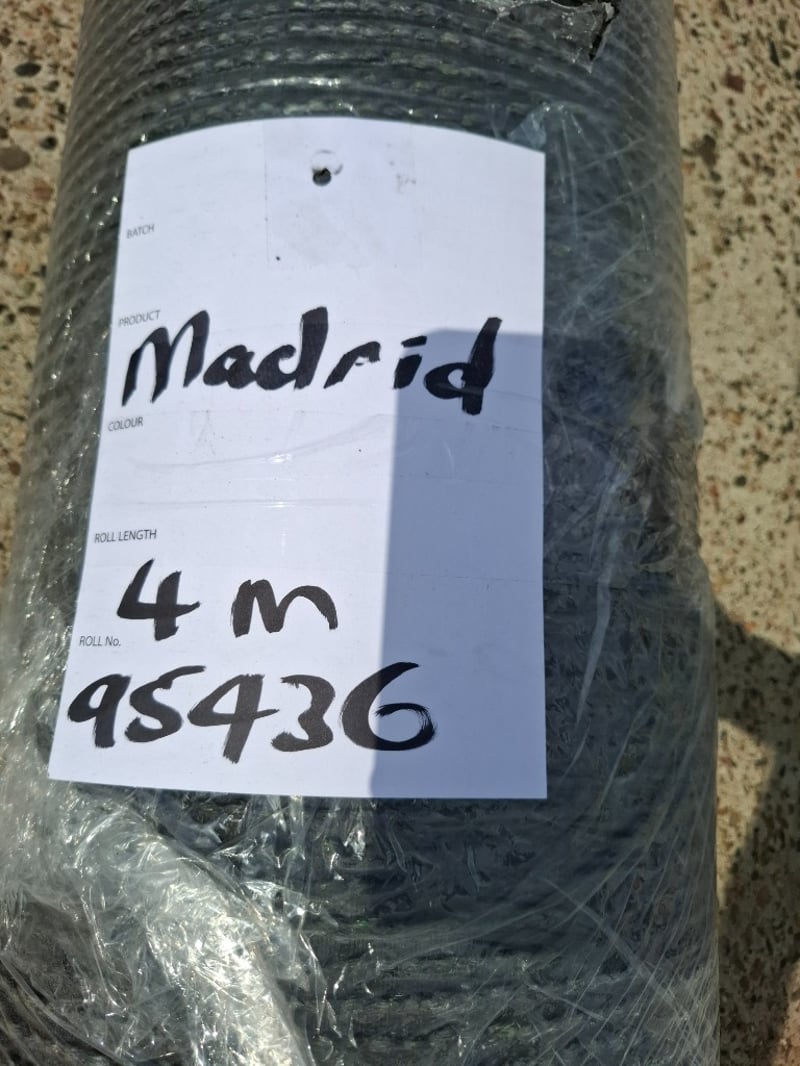 BATCH
PRODUCT
Madrid
COLOUR
ROLL LENGTH
4 m
ROLL No.
95436